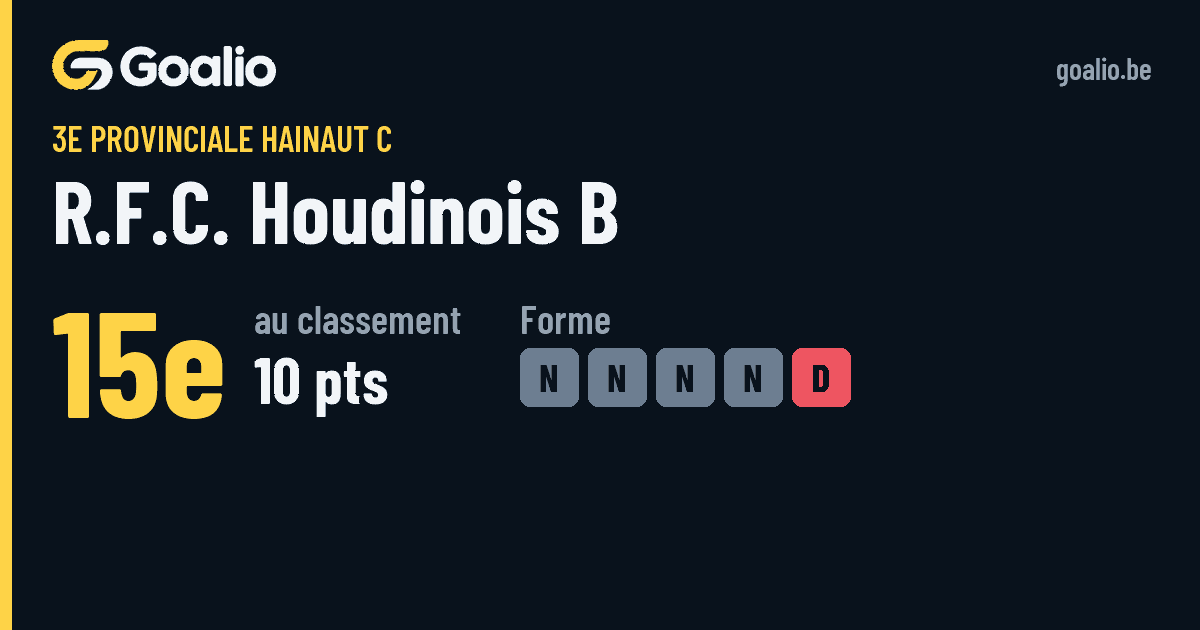 Goalio
goalio.be
3E PROVINCIALE HAINAUT C
R.F.C. Houdinois B
15e
au classement
10 pts
Forme
N N N N D